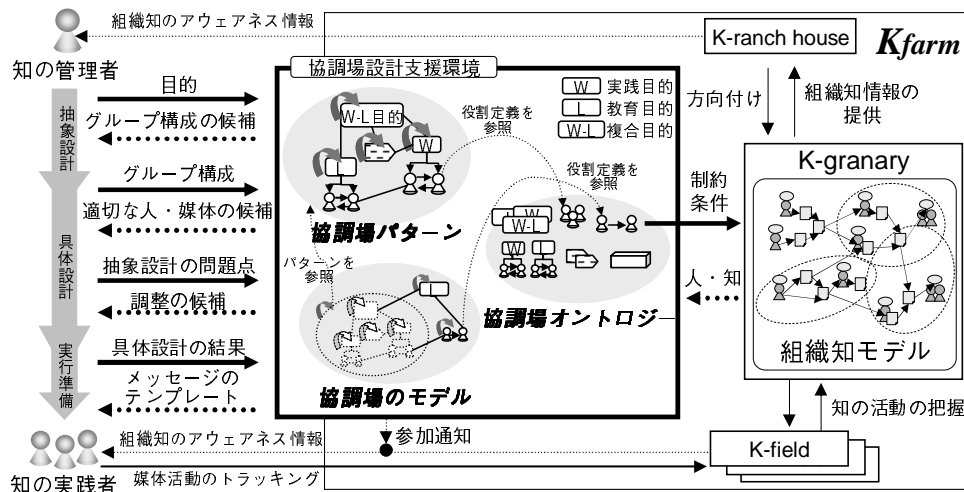 組織知のアウェアネス情報
K-ranch house
Kfarm
知の管理者
協調場設計支援環境
目的
グループ構成の候補
抽象設計
グループ構成
適切な人・媒体の候補
具体設計
抽象設計の問題点
調整の候補
実行準備
具体設計の結果
メッセージの
テンプレート
W 実践目的
L 教育目的
W-L 複合目的
W-L目的
W
L
役割定義を
参照
協調場パターン
役割定義を
参照
W
W-L
W
L
パターンを
参照
L
協調場オントロジー
協調場のモデル
方向付け
組織知情報の
提供
制約
条件
人・知
K-granary
組織知モデル
知の活動の把握
参加通知
組織知のアウェアネス情報
知の実践者
媒体活動のトラッキング
K-field